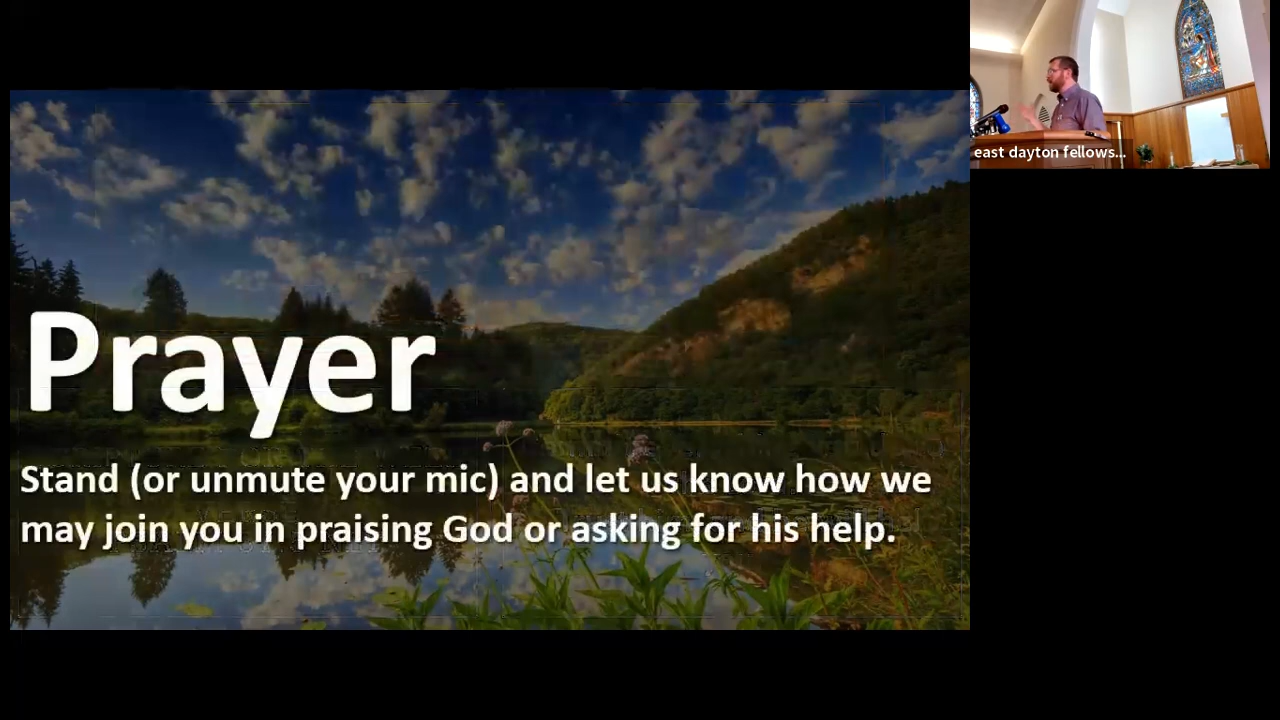 Prayer
Stand (or unmute your mic) and let us know how we
may join you in praising God or asking for his help.
east dayton fellows...